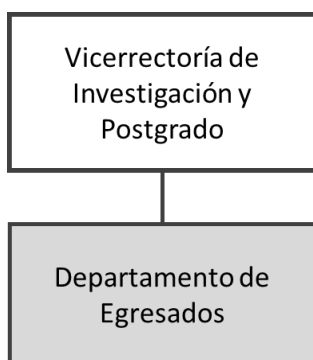 Vicerrectoría de
Investigación y
Postgrado
Departamento de
Egresados